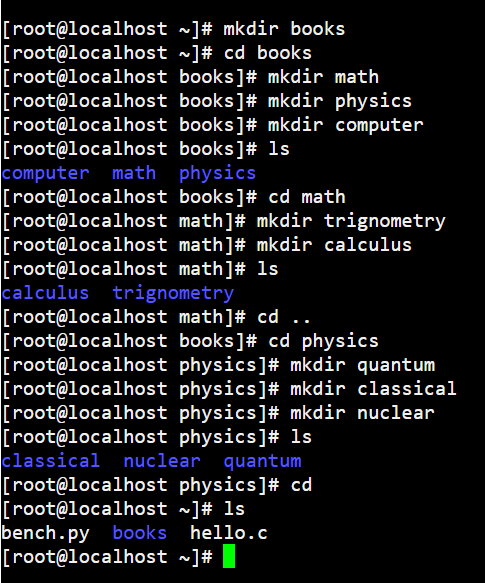 [root@localhost ~]# mkdir books
[root@localhost ~]# cd books
[root@localhost books]# mkdir math
[root@localhost books]# mkdir physics
[root@localhost books]# mkdir computer
[root@localhost books]# ls
computer  math  physics
[root@localhost books]# cd math
[root@localhost math]# mkdir trignometry
[root@localhost math]# mkdir calculus
[root@localhost math]# ls
calculus  trignometry
[root@localhost math]# cd ..
[root@localhost books]# cd physics
[root@localhost physics]# mkdir quantum
[root@localhost physics]# mkdir classical
[root@localhost physics]# mkdir nuclear
[root@localhost physics]# ls
classical  nuclear  quantum
[root@localhost physics]# cd
[root@localhost ~]# ls
bench.py  books  hello.c
[root@localhost ~]#